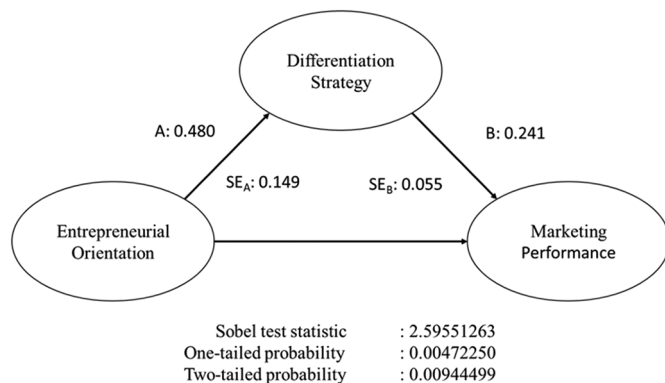 Differentiation
Strategy
A: 0.480
B: 0.241
SEA: 0.149
SEB: 0.055
Entrepreneurial
Orientation
Marketing
Performance
Sobel test statistic : 2.59551263
One-tailed probability : 0.00472250
Two-tailed probability : 0.00944499